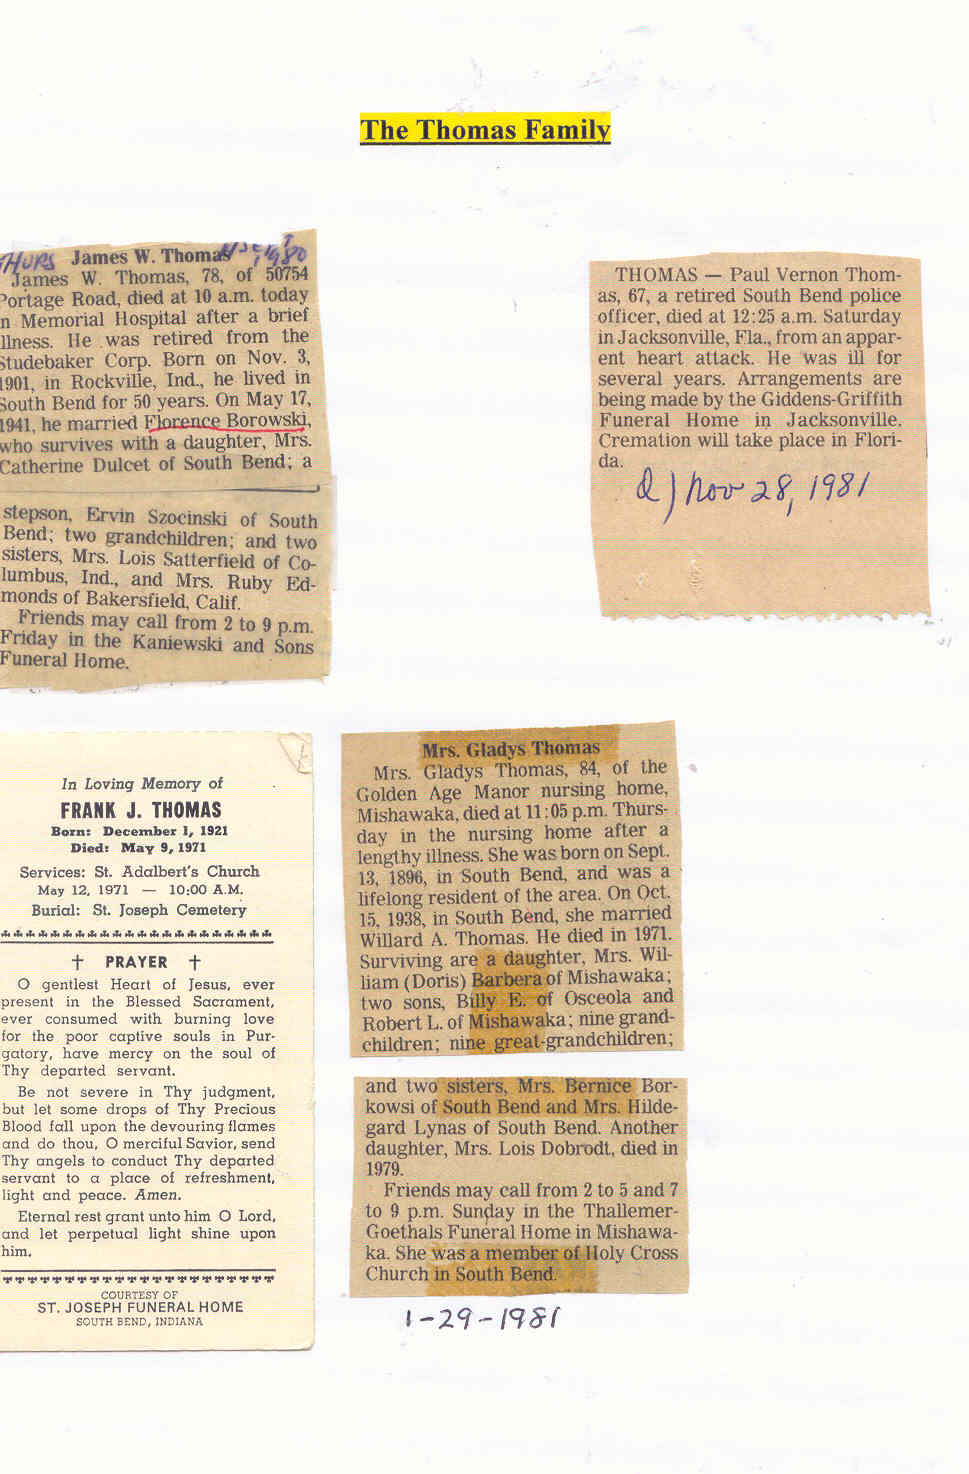 The Thomas Family
THURS
James W. Thomas
1980
James W. Thomas, 78, of 50754
Portage Road, died at 10 a.m. today
n Memorial Hospital after a brief
llness. He was retired from the
Studebaker Corp. Born on Nov. 3,
1901, in Rockville, Ind., he lived in
South Bend for 50 years. On May 17,
1941, he married Florence Borowski,
who survives with a daughter, Mrs.
Catherine Dulcet of South Bend; a
stepson, Ervin Szocinski of South
Bend; two grandchildren; and two
sisters, Mrs. Lois Satterfield of Co-
lumbus, Ind., and Mrs. Ruby Ed-
monds of Bakersfield, Calif.
Friends may call from 2 to 9 p.m.
Friday in the Kaniewski and Sons
Funeral Home.
THOMAS — Paul Vernon Thom-
as, 67, a retired South Bend police
officer, died at 12:25 a.m. Saturday
in Jacksonville, Fla., from an appar-
ent heart attack. He was ill for
several years. Arrangements are
being made by the Giddens-Griffith
Funeral Home in Jacksonville.
Cremation will take place in Flori-
da.
D) Nov 28, 1981
In Loving Memory of
FRANK J. THOMAS
Born: December 1, 1921
Died: May 9, 1971
Services: St. Adalbert's Church
May 12, 1971 — 10:00 A.M.
Burial: St. Joseph Cemetery
† PRAYER †
O gentlest Heart of Jesus, ever
present in the Blessed Sacrament,
ever consumed with burning love
for the poor captive souls in Pur-
gatory, have mercy on the soul of
Thy departed servant.
Be not severe in Thy judgment,
but let some drops of Thy Precious
Blood fall upon the devouring flames
and do thou, O merciful Savior, send
Thy angels to conduct Thy departed
servant to a place of refreshment,
light and peace. Amen.
Eternal rest grant unto him O Lord,
and let perpetual light shine upon
him.
COURTESY OF
ST. JOSEPH FUNERAL HOME
SOUTH BEND, INDIANA
Mrs. Gladys Thomas
Mrs. Gladys Thomas, 84, of the
Golden Age Manor nursing home,
Mishawaka, died at 11:05 p.m. Thurs-
day in the nursing home after a
lengthy illness. She was born on Sept.
13, 1896, in South Bend, and was a
lifelong resident of the area. On Oct.
15, 1938, in South Bend, she married
Willard A. Thomas. He died in 1971.
Surviving are a daughter, Mrs. Wil-
liam (Doris) Barbera of Mishawaka;
two sons, Billy E. of Osceola and
Robert L. of Mishawaka; nine grand-
children; nine great-grandchildren;
and two sisters, Mrs. Bernice Bor-
kowsi of South Bend and Mrs. Hilde-
gard Lynas of South Bend. Another
daughter, Mrs. Lois Dobrodt, died in
1979.
Friends may call from 2 to 5 and 7
to 9 p.m. Sunday in the Thallemer-
Goethals Funeral Home in Mishawa-
ka. She was a member of Holy Cross
Church in South Bend.
1-29-1981